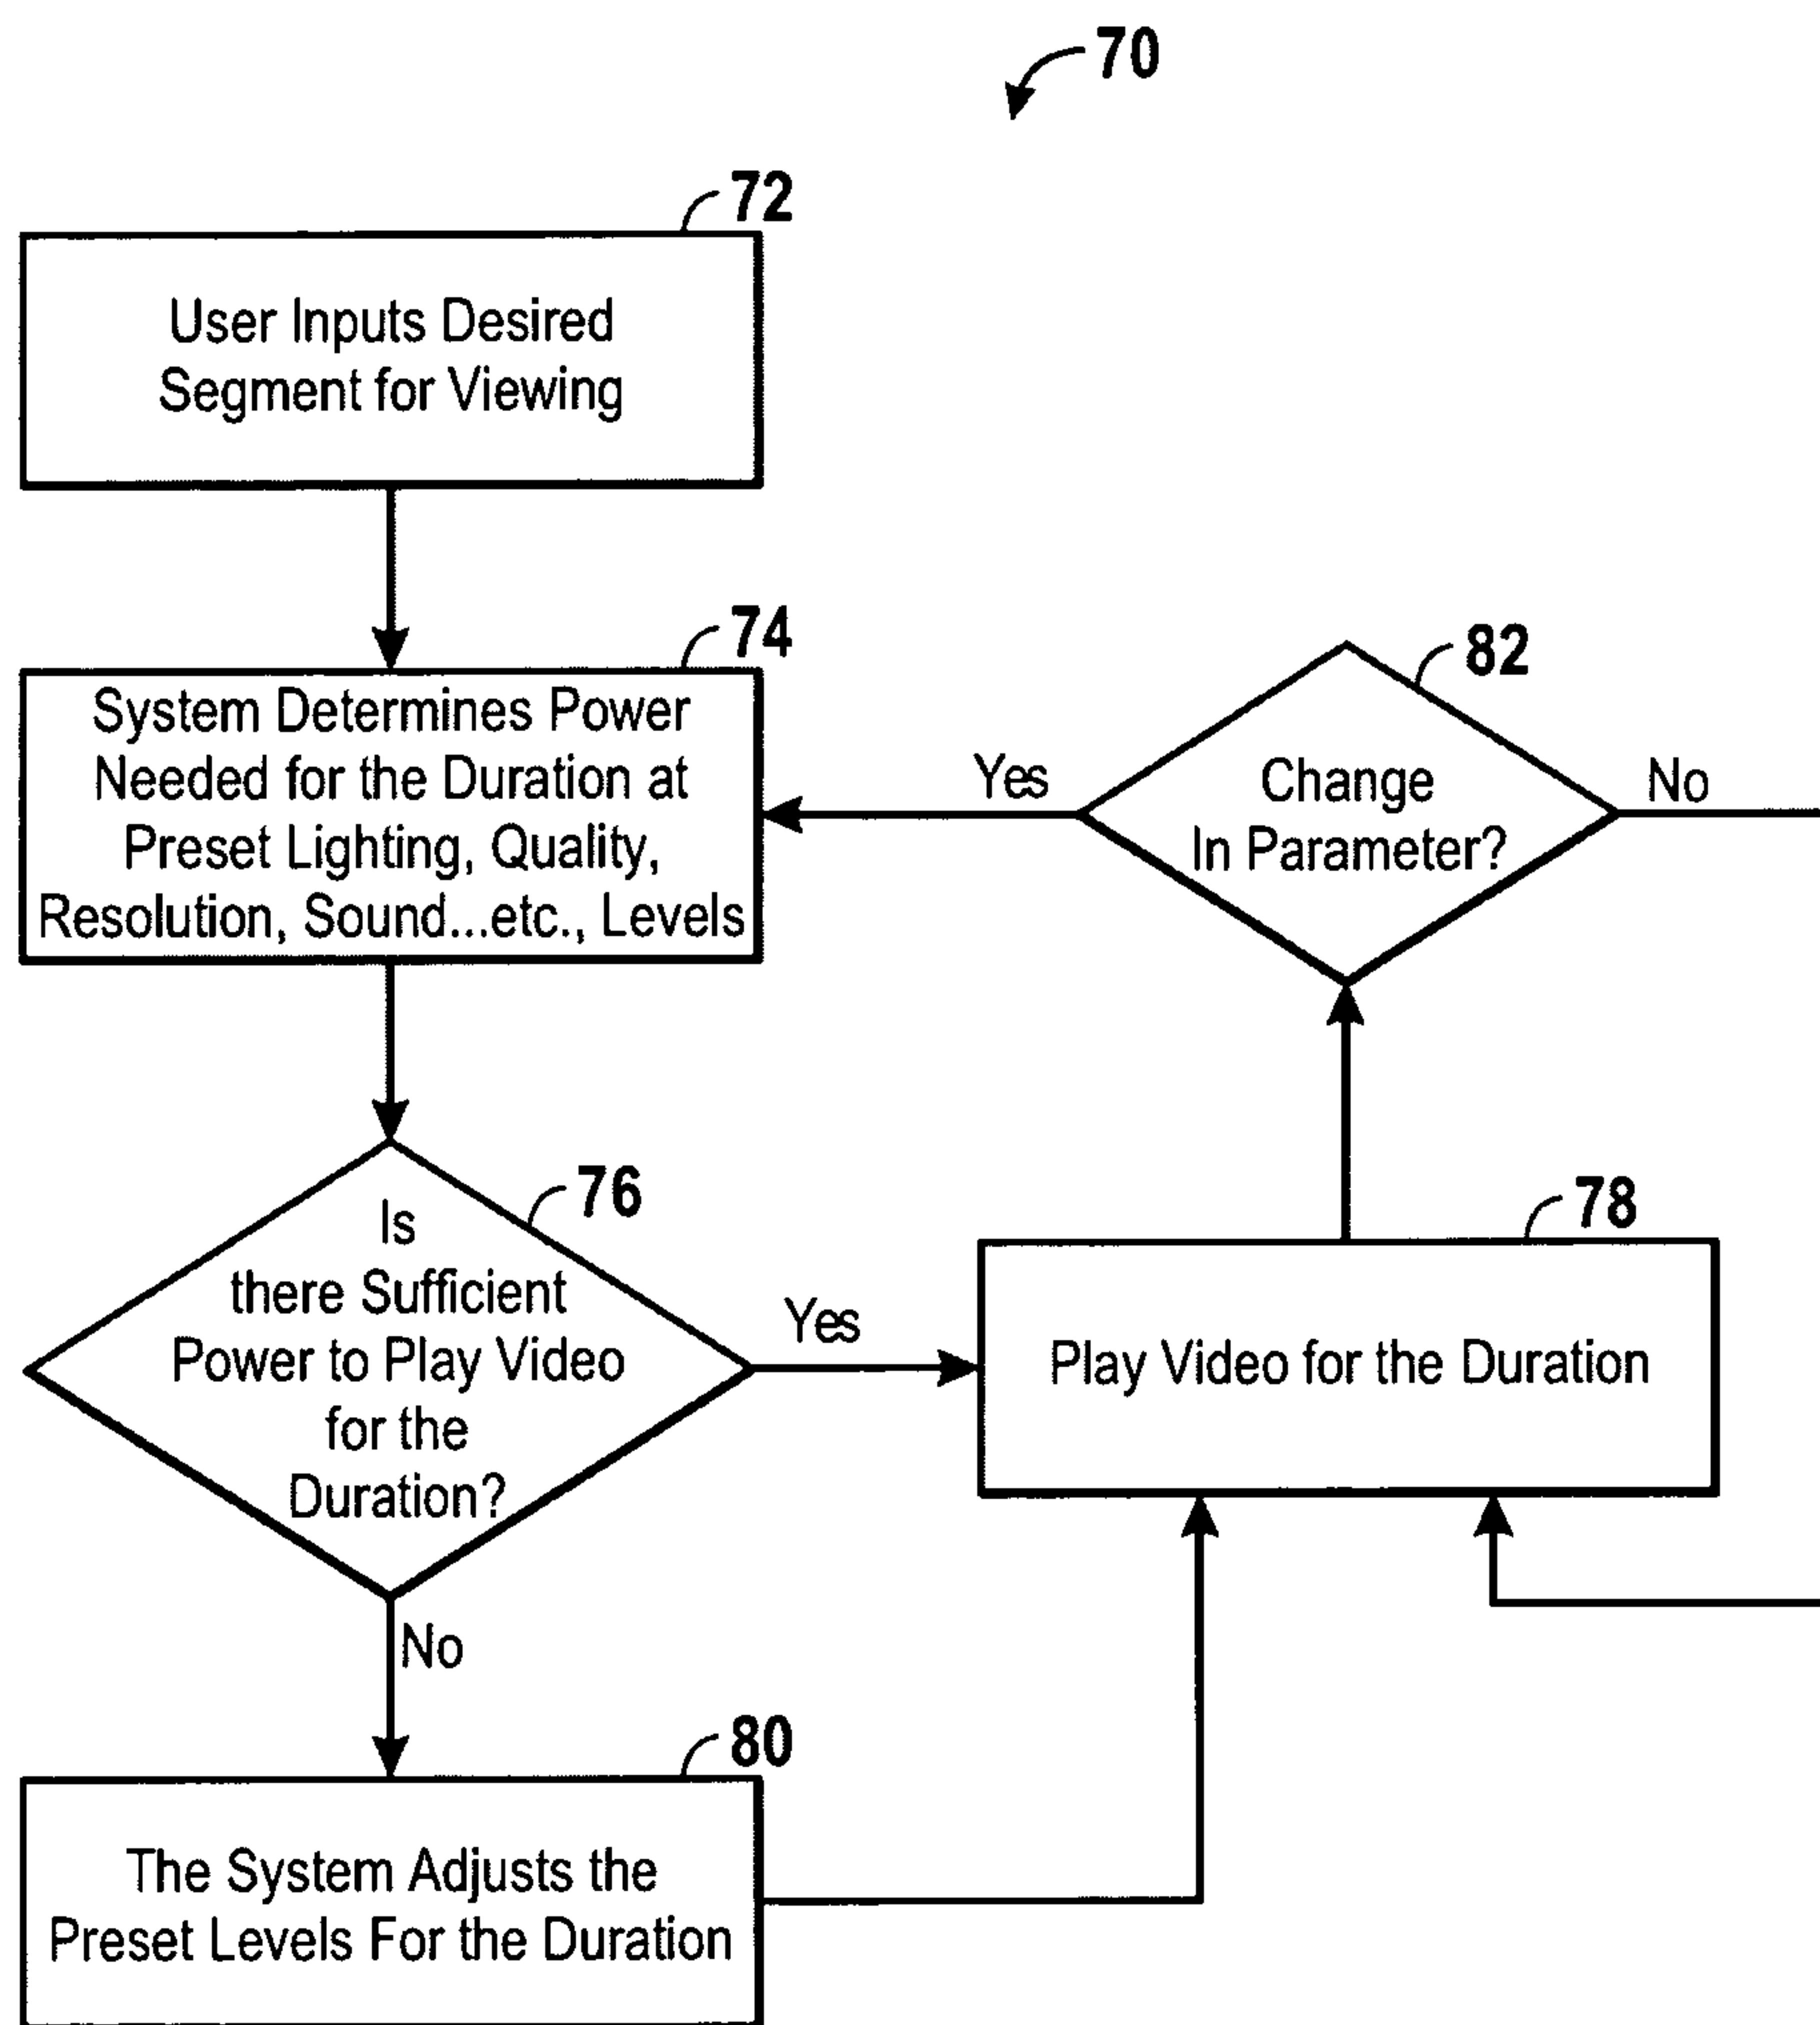 70
72
User Inputs Desired
Segment for Viewing
74
System Determines Power
Needed for the Duration at
Preset Lighting, Quality,
Resolution, Sound...etc., Levels
82
Change
In Parameter?
Yes
No
76
Is
there Sufficient
Power to Play Video
for the
Duration?
Yes
No
78
Play Video for the Duration
80
The System Adjusts the
Preset Levels For the Duration